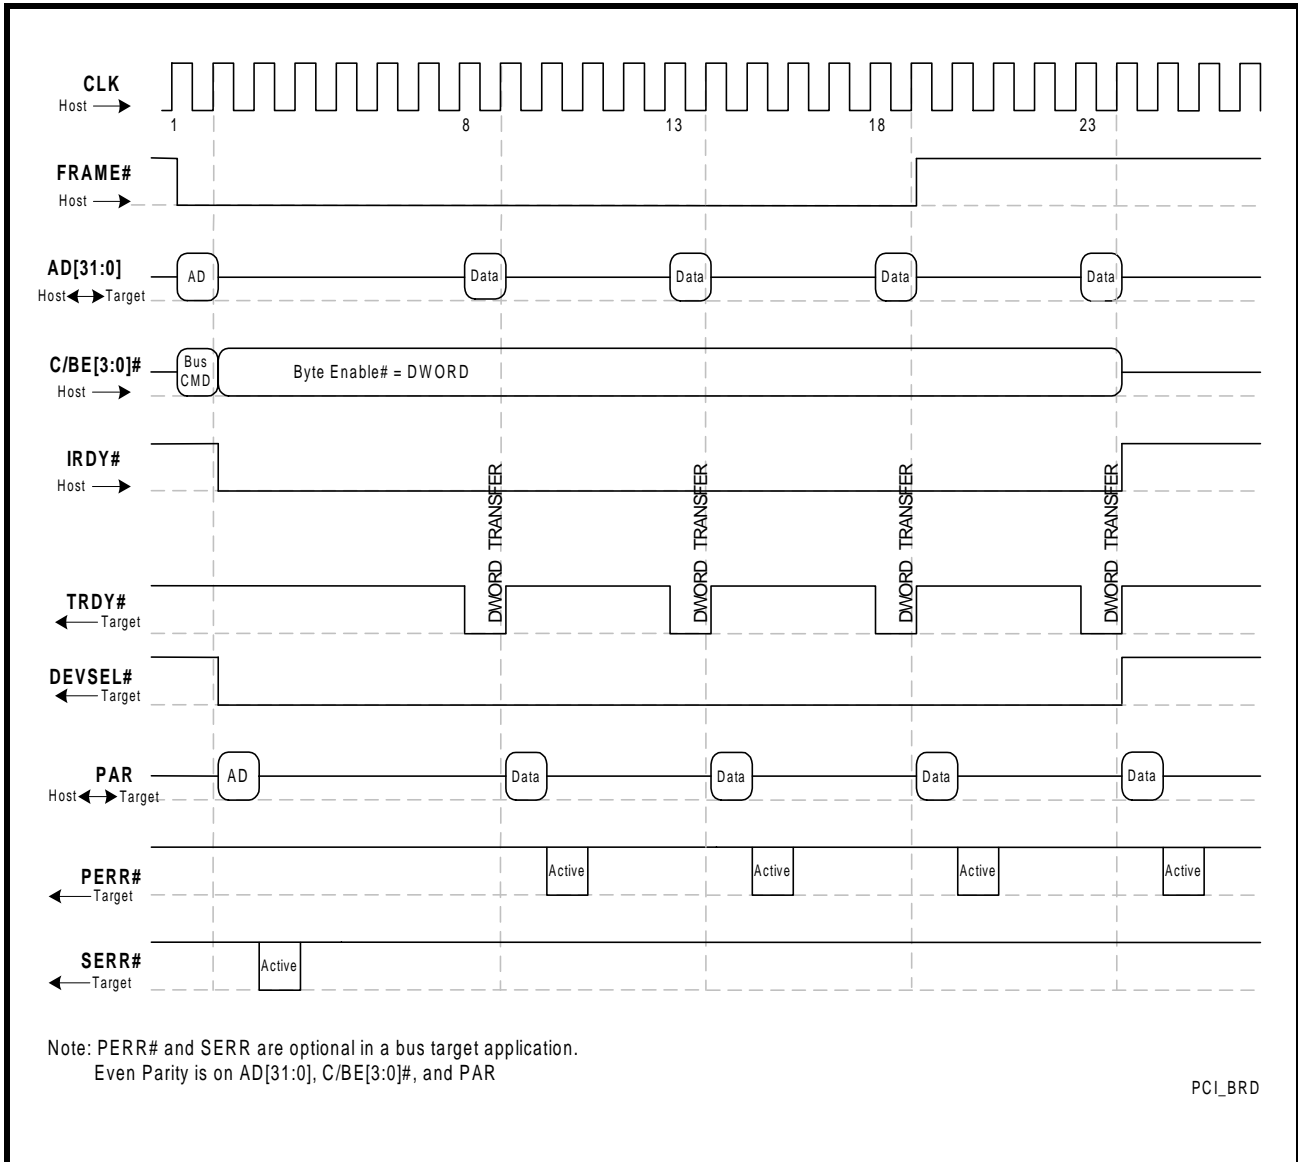 CLK
Host
1 8 13 18 23
FRAME#
Host
AD[31:0]
AD Data Data Data Data
Host Target
C/BE[3:0]#
Bus
CMD
Byte Enable# = DWORD
Host
IRDY#
Host
DWORD TRANSFER
DWORD TRANSFER
DWORD TRANSFER
DWORD TRANSFER
TRDY#
Target
DEVSEL#
Target
PAR
AD Data Data Data Data
Host Target
PERR#
Active Active Active Active
Target
SERR#
Active
Target
Note: PERR# and SERR are optional in a bus target application.
Even Parity is on AD[31:0], C/BE[3:0]#, and PAR
PCI_BRD